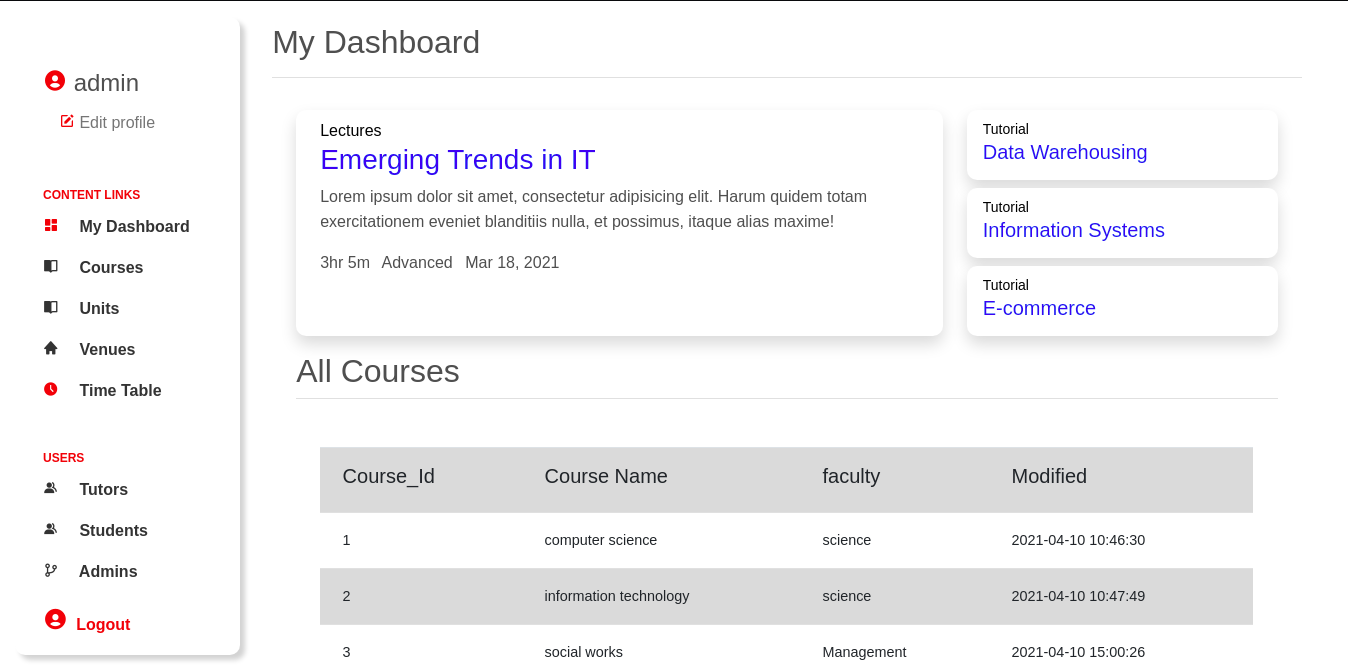 admin
Edit profile
CONTENT LINKS
My Dashboard
Courses
Units
Venues
Time Table
USERS
Tutors
Students
Admins
Logout
My Dashboard
Lectures
Emerging Trends in IT
Lorem ipsum dolor sit amet, consectetur adipisicing elit. Harum quidem totam
exercitationem eveniet blanditiis nulla, et possimus, itaque alias maxime!
3hr 5m Advanced Mar 18, 2021
Tutorial
Data Warehousing
Tutorial
Information Systems
Tutorial
E-commerce
All Courses
Course_Id Course Name faculty Modified
1 computer science science 2021-04-10 10:46:30
2 information technology science 2021-04-10 10:47:49
3 social works Management 2021-04-10 15:00:26